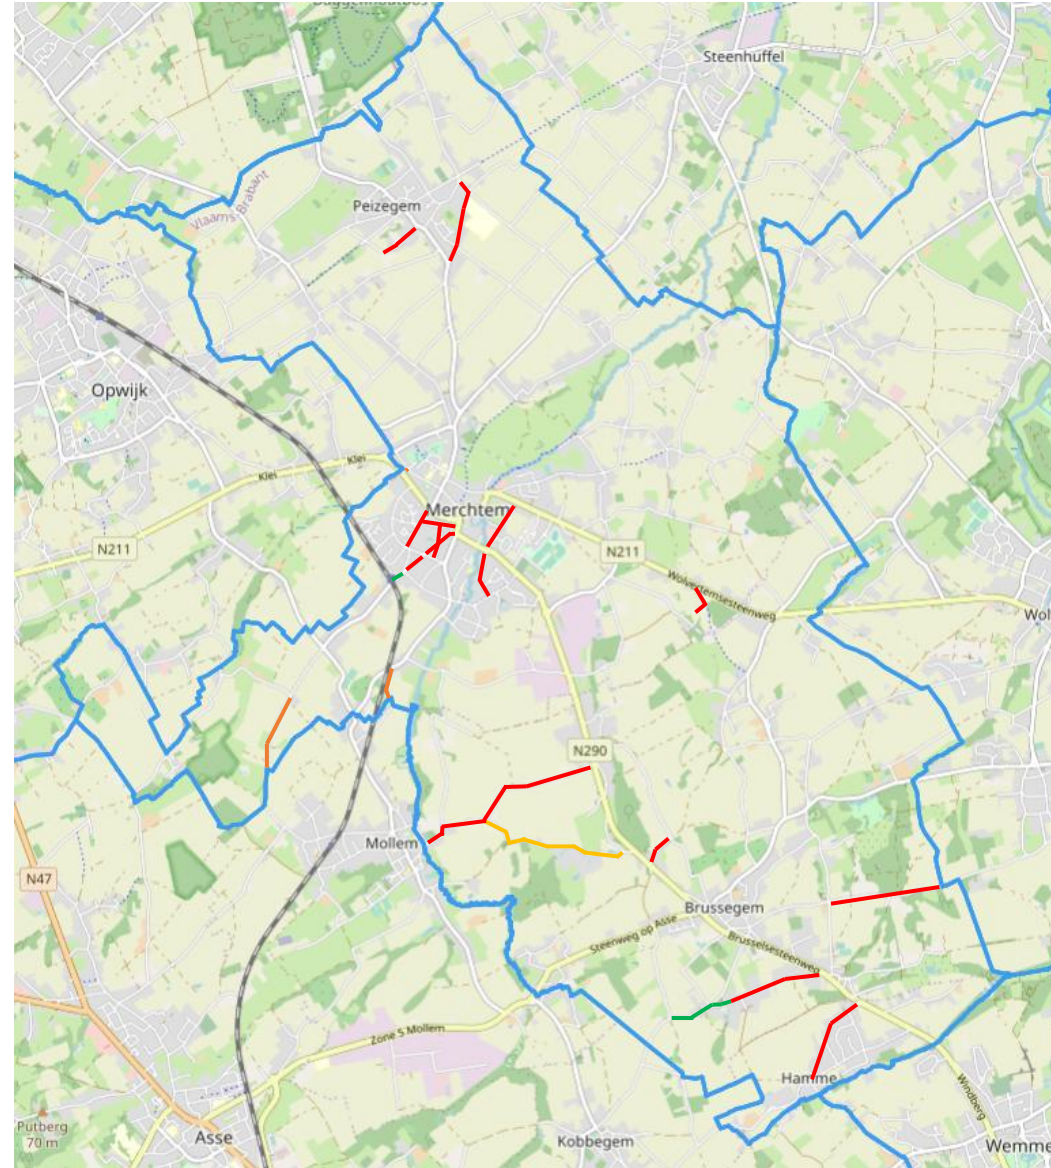 Steenhuffel
Vlaams-Brabant
Peizegem
Opwijk
Klei
Klei
Merchtem
N211
N211
Wolvertemsesteenweg
Wol
N290
Mollem
N47
Brussegem
Steenweg op Asse
Brusselsesteenweg
Zone 5 Mollem
Hamme
Windberg
Putberg
70 m
Asse
Kobbegem
Wemme